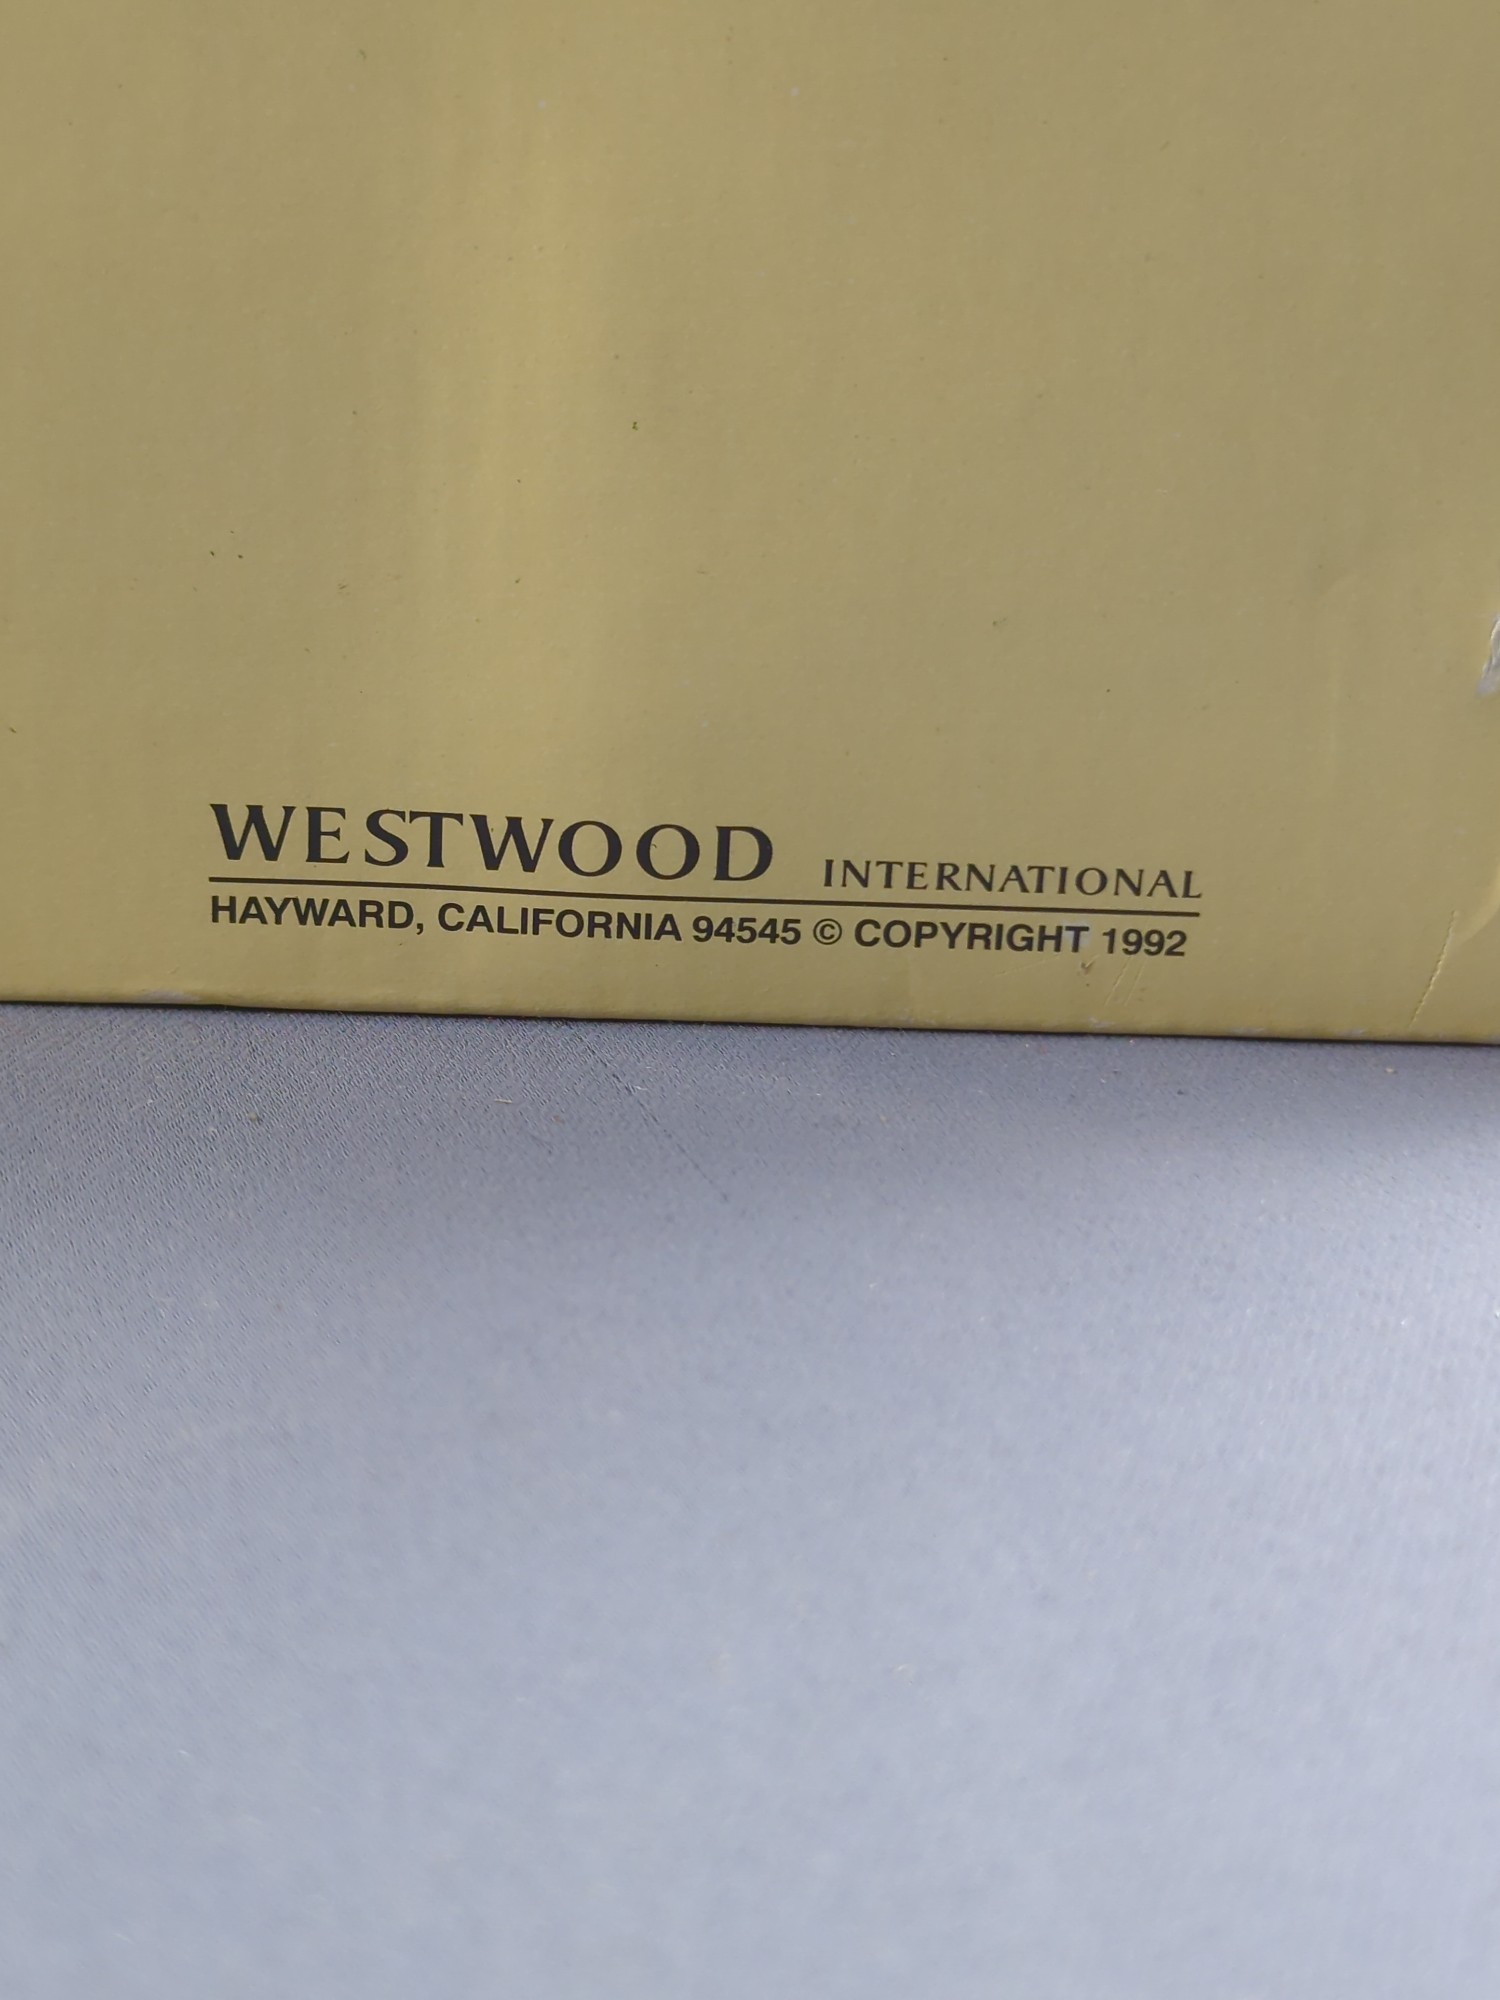 WESTWOOD INTERNATIONAL
HAYWARD, CALIFORNIA 94545 © COPYRIGHT 1992